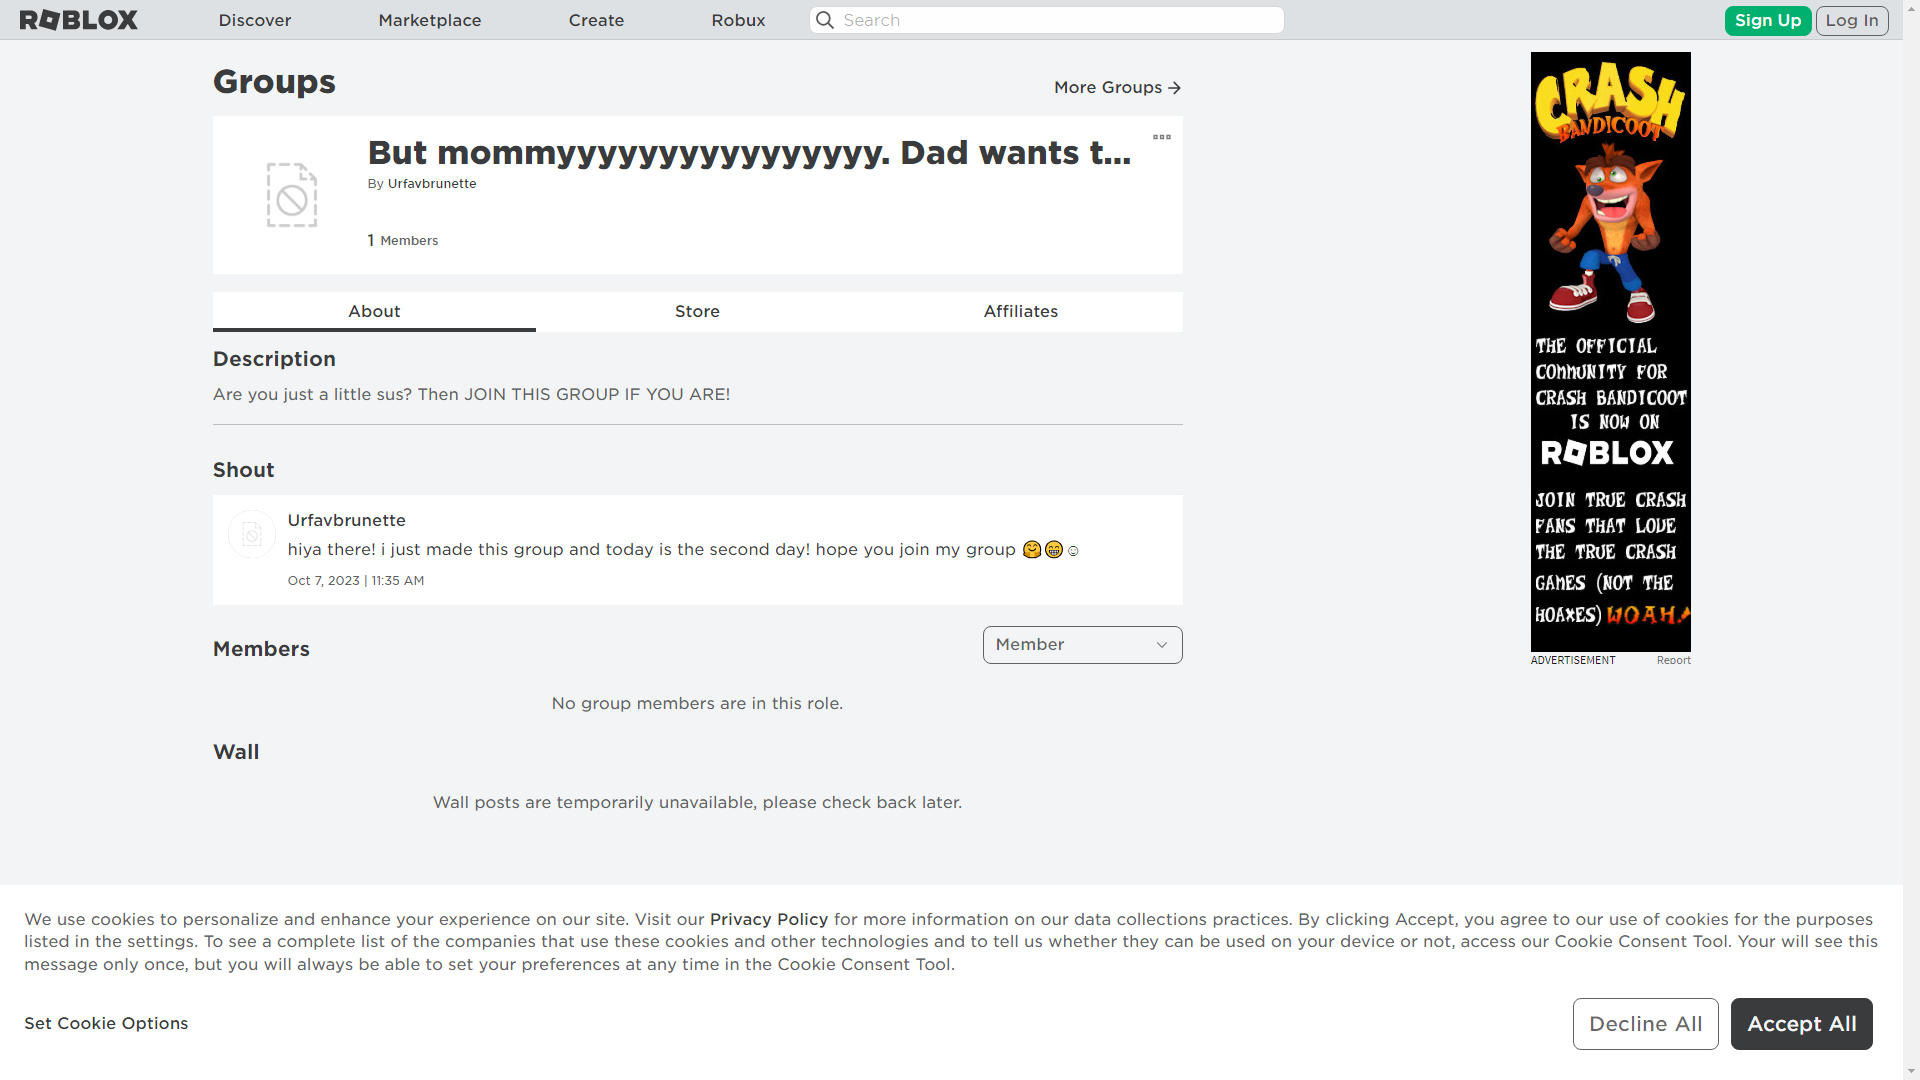 ROBLOX
Discover
Marketplace
Create
Robux
Search
Sign Up
Log In
Groups
More Groups
But mommyyyyyyyyyyyyyyyy. Dad wants t...
By Urfavbrunette
1 Members
About
Store
Affiliates
Description
Are you just a little sus? Then JOIN THIS GROUP IF YOU ARE!
Shout
Urfavbrunette
hiya there! i just made this group and today is the second day! hope you join my group 🤗😁☺
Oct 7, 2023 | 11:35 AM
Members
Member
No group members are in this role.
Wall
Wall posts are temporarily unavailable, please check back later.
CRASH
BANDICOOT
THE OFFICIAL
COMMUNITY FOR
CRASH BANDICOOT
IS NOW ON
ROBLOX
JOIN TRUE CRASH
FANS THAT LOVE
THE TRUE CRASH
GAMES (NOT THE
HOAXES) WOAH!
ADVERTISEMENT
Report
We use cookies to personalize and enhance your experience on our site. Visit our Privacy Policy for more information on our data collections practices. By clicking Accept, you agree to our use of cookies for the purposes
listed in the settings. To see a complete list of the companies that use these cookies and other technologies and to tell us whether they can be used on your device or not, access our Cookie Consent Tool. Your will see this
message only once, but you will always be able to set your preferences at any time in the Cookie Consent Tool.
Set Cookie Options
Decline All
Accept All